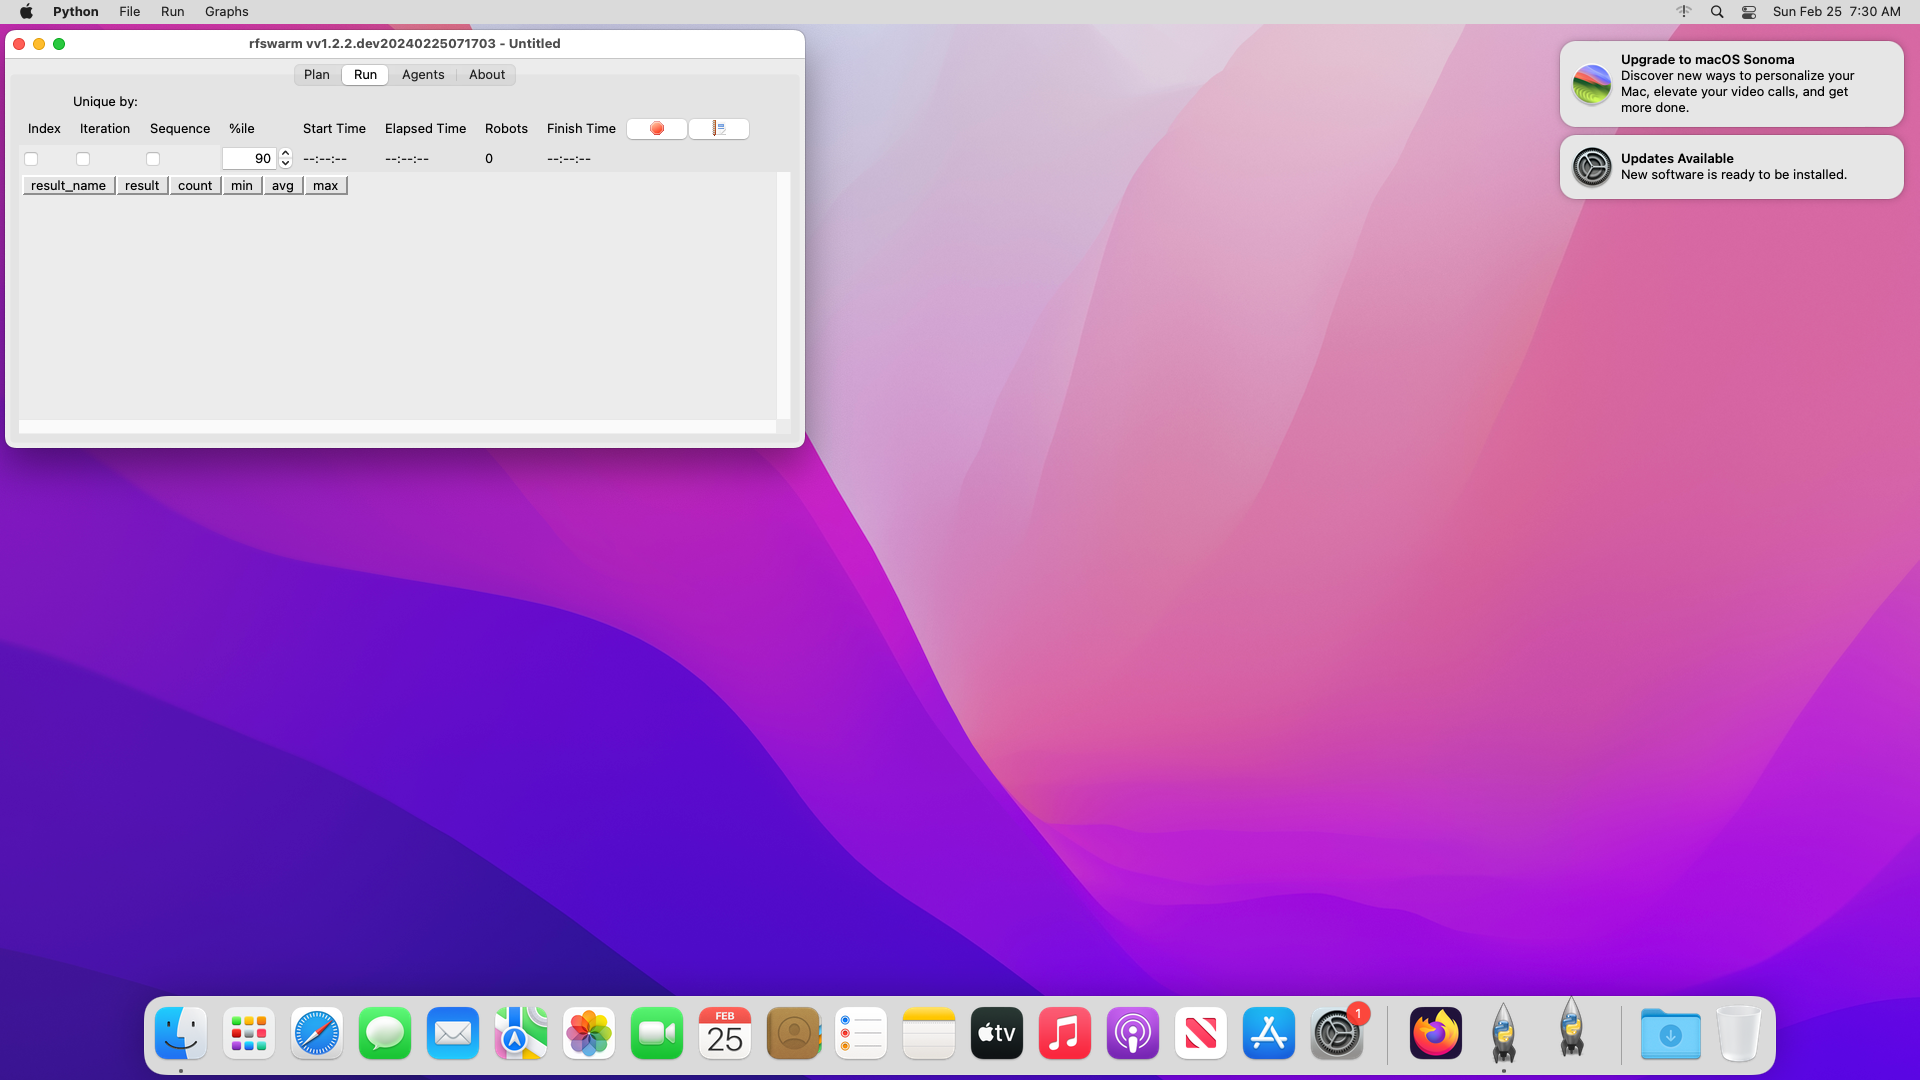 Python File Run Graphs
Sun Feb 25 7:30 AM
rfswarm vv1.2.2.dev20240225071703 - Untitled
Plan Run Agents About
Unique by:
Index Iteration Sequence %ile Start Time Elapsed Time Robots Finish Time
90 --:--:-- --:--:-- 0 --:--:--
result_name result count min avg max
Upgrade to macOS Sonoma
Discover new ways to personalize your
Mac, elevate your video calls, and get
more done.
Updates Available
New software is ready to be installed.
FEB
25
tv
1